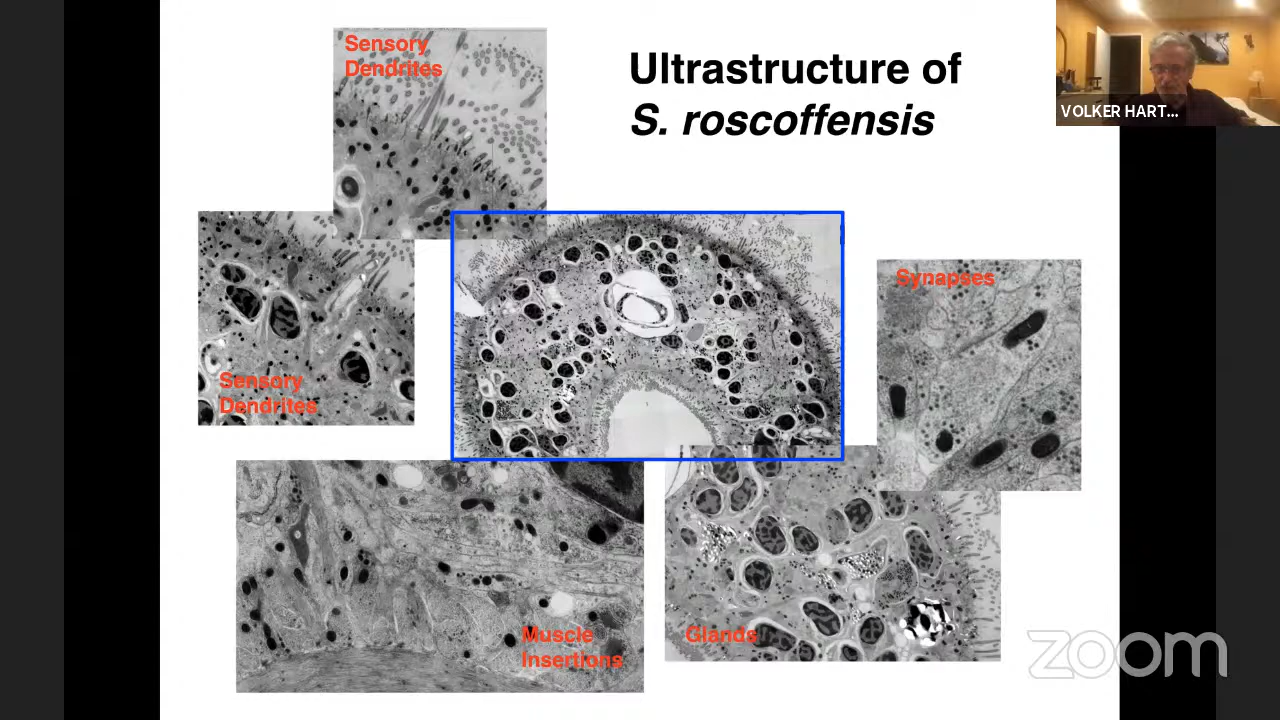 Sensory
Dendrites
Ultrastructure of
S. roscoffensis
VOLKER HART...
Synapses
Sensory
Dendrites
Muscle
Insertions
Glands
zoom